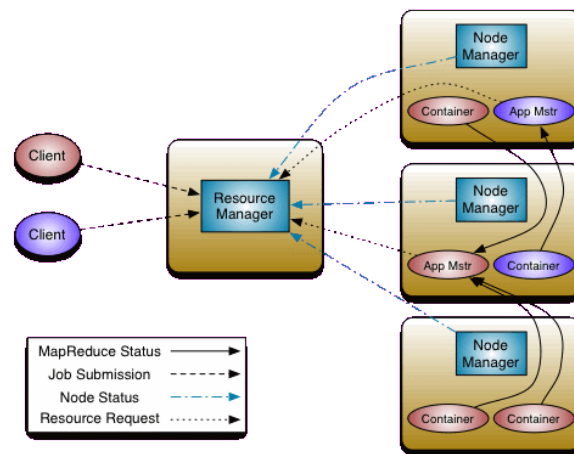 Node
Manager
Container
App Mstr
Client
Resource
Manager
Node
Manager
Client
App Mstr
Container
Node
Manager
Container
Container
MapReduce Status
Job Submission
Node Status
Resource Request